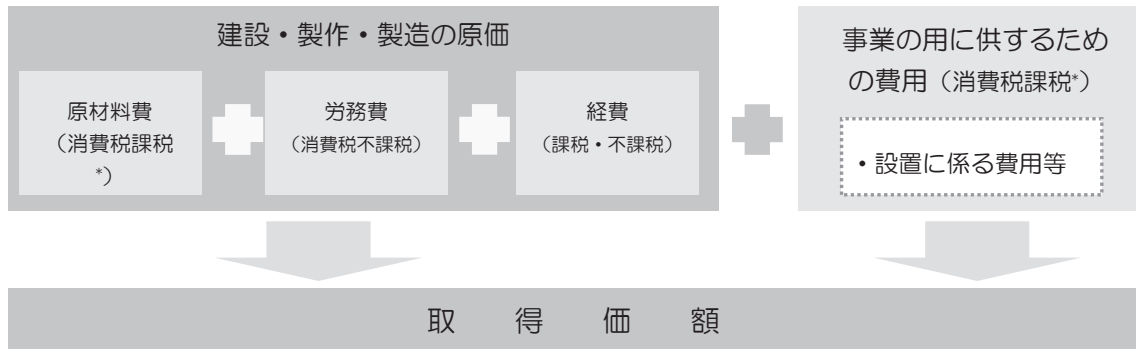 建設・製作・製造の原価
原材料費
（消費税課税
*）
労務費
（消費税不課税）
経費
（課税・不課税）
事業の用に供するため
の費用（消費税課税*）
・設置に係る費用等
取得価額